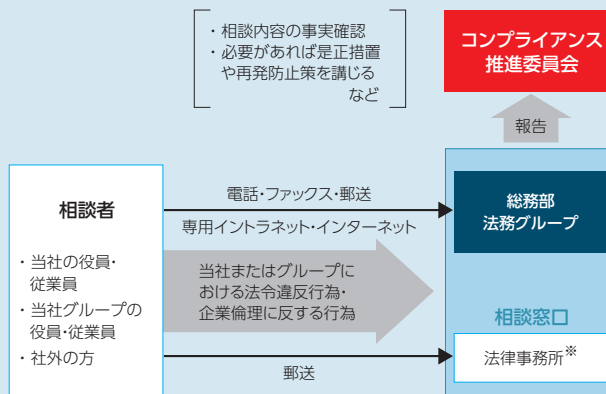 ・相談内容の事実確認
・必要があれば是正措置
や再発防止策を講じる
など
コンプライアンス
推進委員会
報告
相談者
・当社の役員・
従業員
・当社グループの
役員・従業員
・社外の方
電話・ファックス・郵送
専用イントラネット・インターネット
当社またはグループに
おける法令違反行為・
企業倫理に反する行為
郵送
総務部
法務グループ
相談窓口
法律事務所※